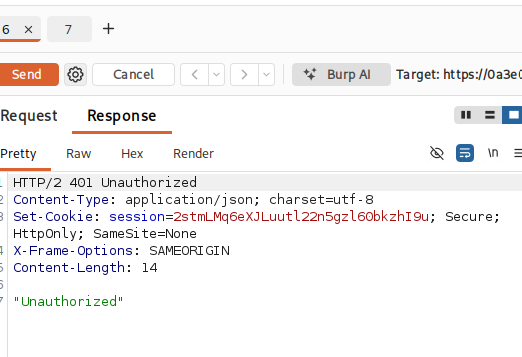 6 × 7 +
Send Cancel < > Burp AI Target: https://0a3e0
Request Response
Pretty Raw Hex Render \n
1 HTTP/2 401 Unauthorized
2 Content-Type: application/json; charset=utf-8
3 Set-Cookie: session=2stmLMq6eXJLuutl22n5gzl60bkzhI9u; Secure;
HttpOnly; SameSite=None
4 X-Frame-Options: SAMEORIGIN
5 Content-Length: 14
6
7 "Unauthorized"